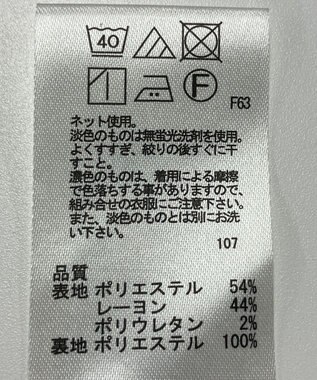 40
F
F63
ネット使用。
淡色のものは無蛍光洗剤を使用。
よくすすぎ、絞りの後すぐに干
すこと。
濃色のものは、着用による摩擦
で色落ちする事がありますので、
組み合せの衣服にご注意下さい。
また、淡色のものとは別にお洗
い下さい。
107
品質
表地 ポリエステル 54%
レーヨン 44%
ポリウレタン 2%
裏地 ポリエステル 100%